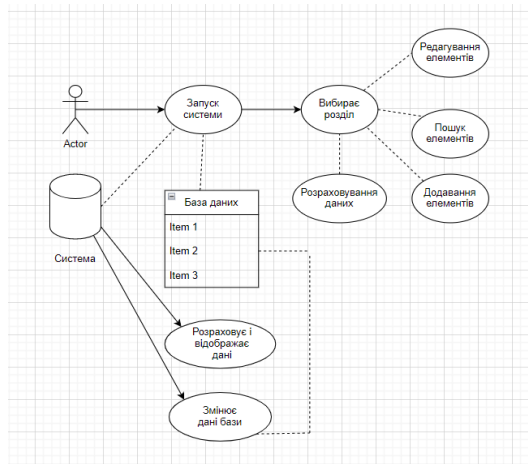 Редагування
елементів
Запуск
системи
Вибирає
розділ
Пошук
елементів
Actor
База даних
Розраховування
даних
Додавання
елементів
Item 1
Item 2
Item 3
Система
Розраховує і
відображає
дані
Змінює
дані бази